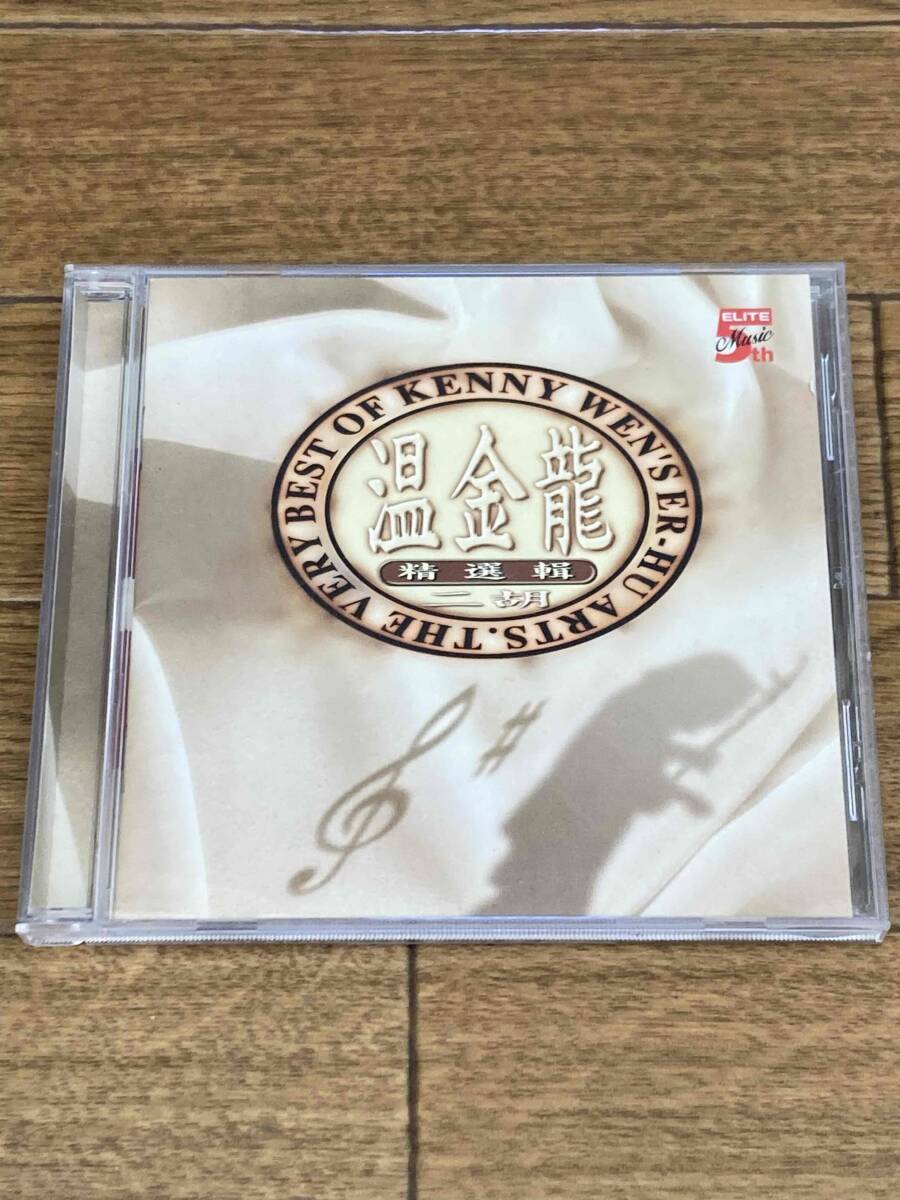 ELITE
5th
Music
THE VERY BEST OF KENNY WEN'S ER-HU ARTS.
温金龍
精選輯
二胡